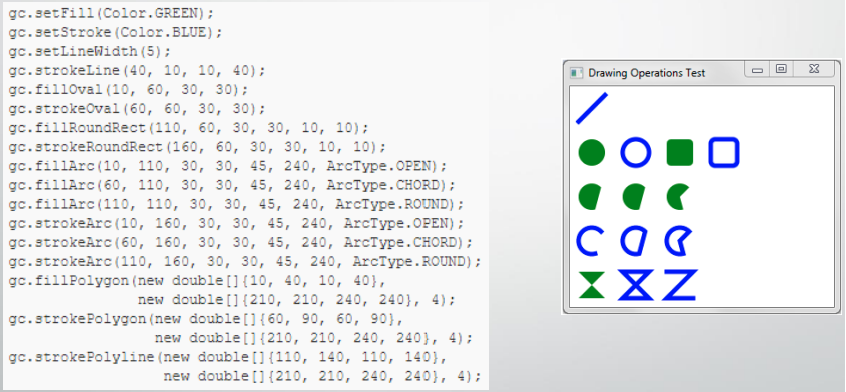 gc.setFill(Color.GREEN);
gc.setStroke(Color.BLUE);
gc.setLineWidth(5);
gc.strokeLine(40, 10, 10, 40);
gc.fillOval(10, 60, 30, 30);
gc.strokeOval(60, 60, 30, 30);
gc.fillRoundRect(110, 60, 30, 30, 10, 10);
gc.strokeRoundRect(160, 60, 30, 30, 10, 10);
gc.fillArc(10, 110, 30, 30, 45, 240, ArcType.OPEN);
gc.fillArc(60, 110, 30, 30, 45, 240, ArcType.CHORD);
gc.fillArc(110, 110, 30, 30, 45, 240, ArcType.ROUND);
gc.strokeArc(10, 160, 30, 30, 45, 240, ArcType.OPEN);
gc.strokeArc(60, 160, 30, 30, 45, 240, ArcType.CHORD);
gc.strokeArc(110, 160, 30, 30, 45, 240, ArcType.ROUND);
gc.fillPolygon(new double[]{10, 40, 10, 40},
new double[]{210, 210, 240, 240}, 4);
gc.strokePolygon(new double[]{60, 90, 60, 90},
new double[]{210, 210, 240, 240}, 4);
gc.strokePolyline(new double[]{110, 140, 110, 140},
new double[]{210, 210, 240, 240}, 4);
Drawing Operations Test